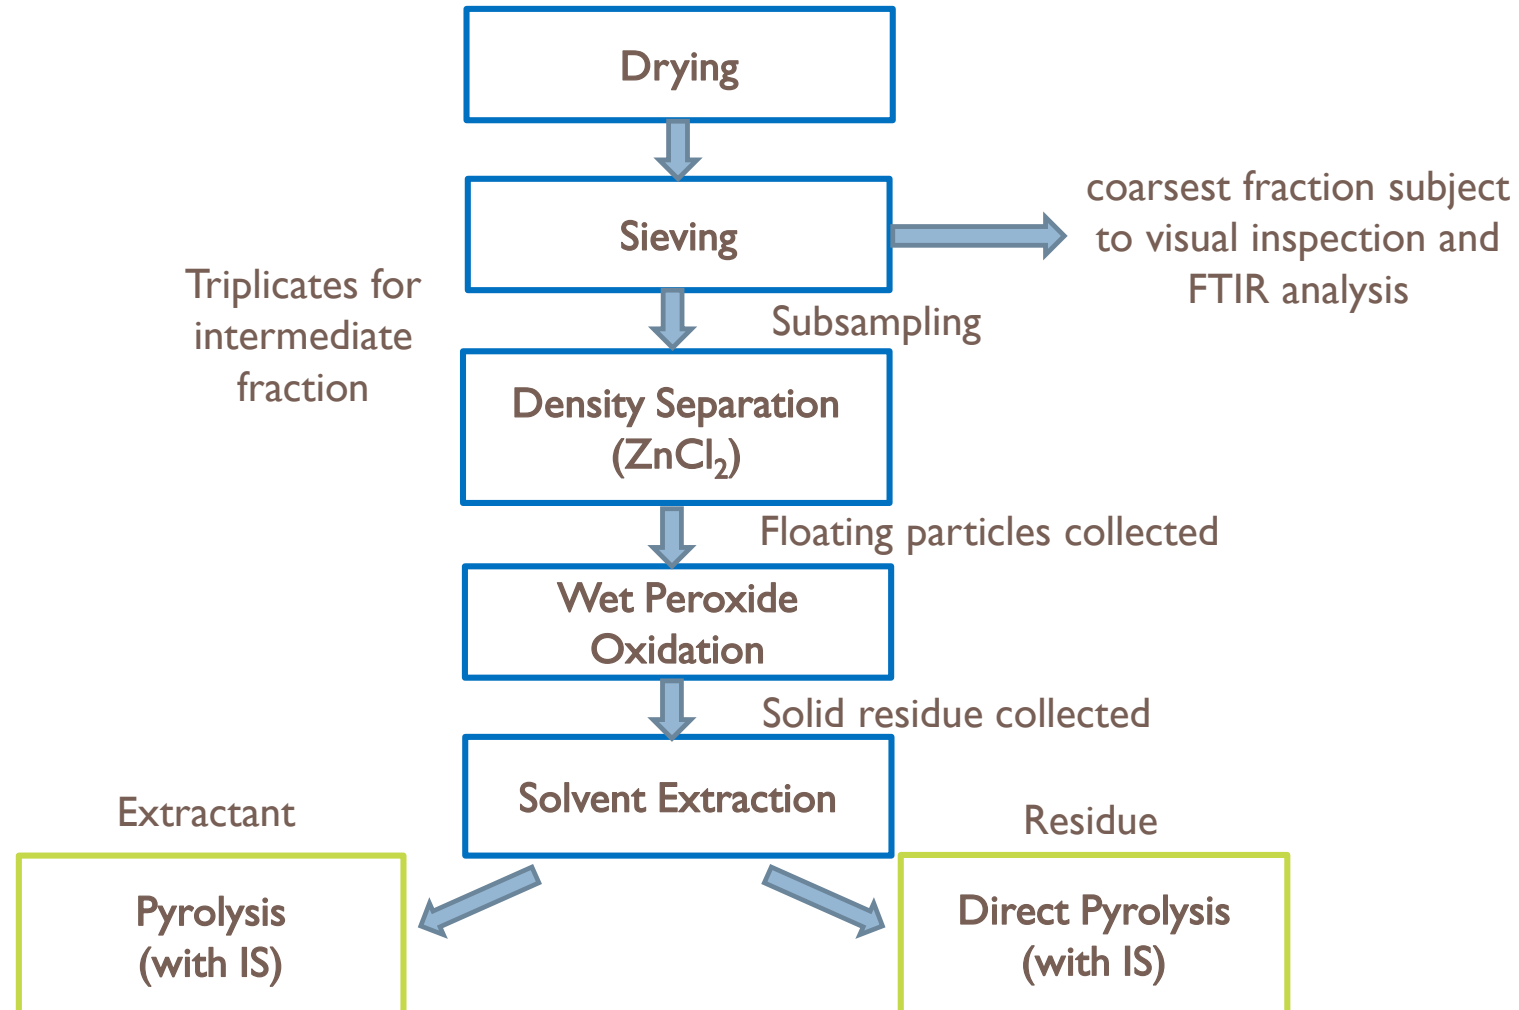 Drying
Sieving
coarsest fraction subject
to visual inspection and
FTIR analysis
Triplicates for
intermediate
fraction
Subsampling
Density Separation
(ZnCl₂)
Floating particles collected
Wet Peroxide
Oxidation
Solid residue collected
Solvent Extraction
Extractant
Residue
Pyrolysis
(with IS)
Direct Pyrolysis
(with IS)